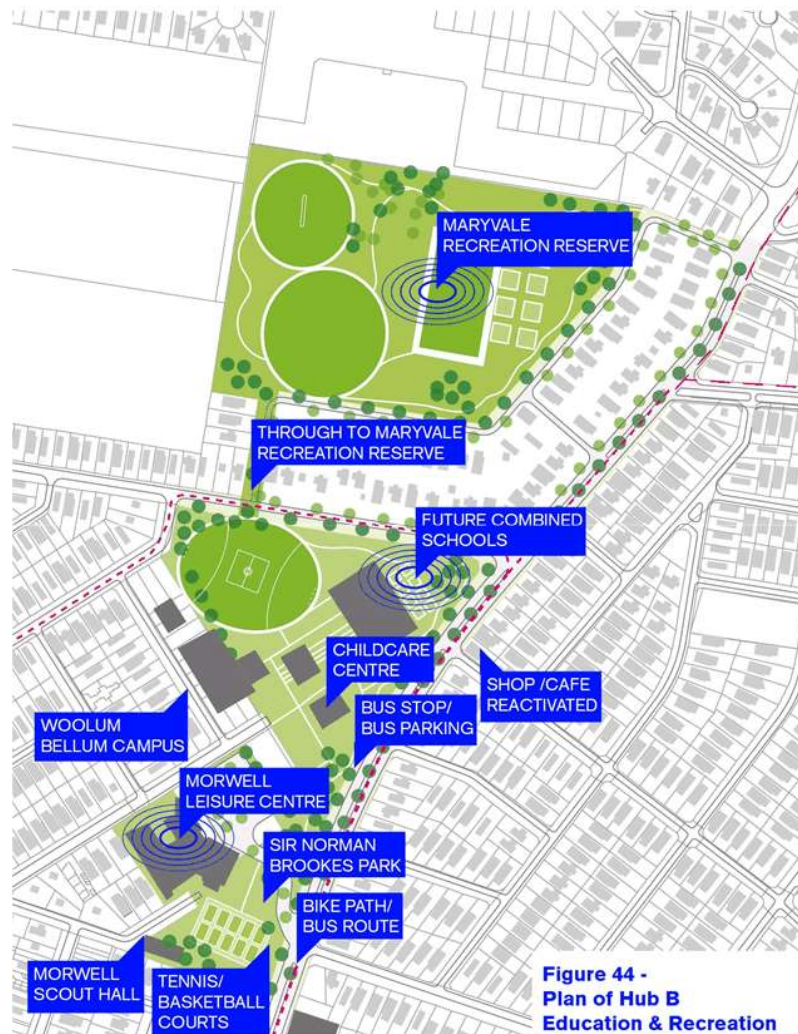 MARYVALE
RECREATION RESERVE
THROUGH TO MARYVALE
RECREATION RESERVE
FUTURE COMBINED
SCHOOLS
CHILDCARE
CENTRE
SHOP /CAFE
REACTIVATED
BUS STOP/
BUS PARKING
WOOLUM
BELLUM CAMPUS
MORWELL
LEISURE CENTRE
SIR NORMAN
BROOKES PARK
BIKE PATH/
BUS ROUTE
MORWELL
SCOUT HALL
TENNIS/
BASKETBALL
COURTS
Figure 44 -
Plan of Hub B
Education & Recreation